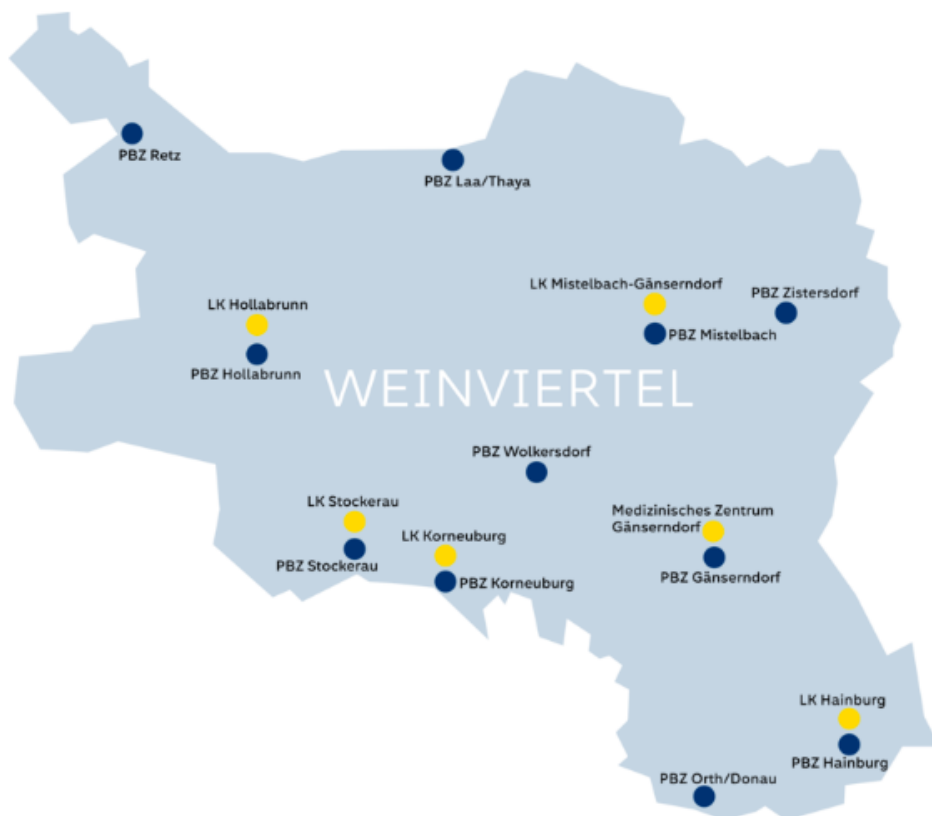 PBZ Retz
PBZ Laa/Thaya
LK Mistelbach-Gänserndorf
PBZ Zistersdorf
LK Hollabrunn
PBZ Mistelbach
PBZ Hollabrunn
WEINVIERTEL
PBZ Wolkersdorf
LK Stockerau
Medizinisches Zentrum
Gänserndorf
LK Korneuburg
PBZ Stockerau
PBZ Korneuburg
PBZ Gänserndorf
LK Hainburg
PBZ Hainburg
PBZ Orth/Donau